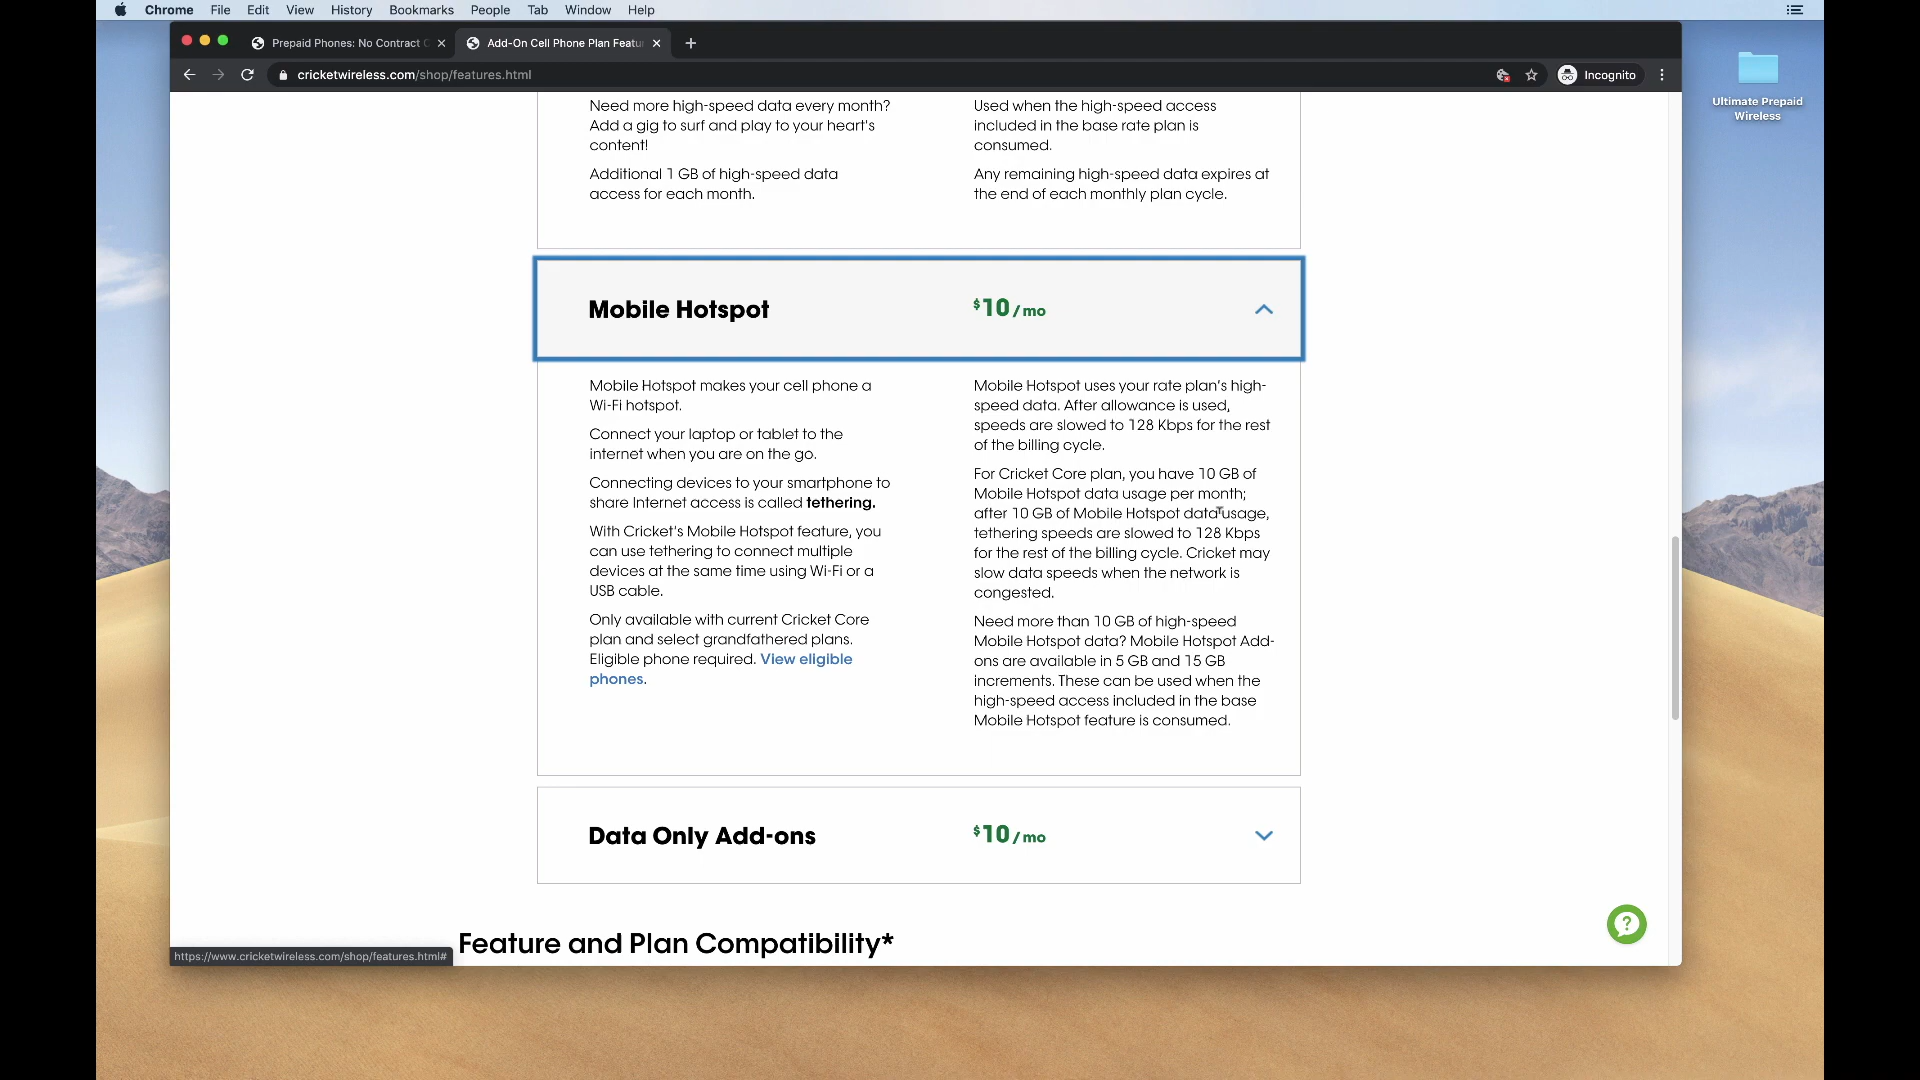 Chrome File Edit View History Bookmarks People Tab Window Help
Prepaid Phones: No Contract
Add-On Cell Phone Plan Featu
cricketwireless.com/shop/features.html
Incognito
Ultimate Prepaid
Wireless
Need more high-speed data every month?
Add a gig to surf and play to your heart's
content!
Additional 1 GB of high-speed data
access for each month.
Used when the high-speed access
included in the base rate plan is
consumed.
Any remaining high-speed data expires at
the end of each monthly plan cycle.
Mobile Hotspot
$10/mo
Mobile Hotspot makes your cell phone a
Wi-Fi hotspot.
Connect your laptop or tablet to the
internet when you are on the go.
Connecting devices to your smartphone to
share Internet access is called tethering.
With Cricket's Mobile Hotspot feature, you
can use tethering to connect multiple
devices at the same time using Wi-Fi or a
USB cable.
Only available with current Cricket Core
plan and select grandfathered plans.
Eligible phone required. View eligible
phones.
Mobile Hotspot uses your rate plan's high-
speed data. After allowance is used,
speeds are slowed to 128 Kbps for the rest
of the billing cycle.
For Cricket Core plan, you have 10 GB of
Mobile Hotspot data usage per month;
after 10 GB of Mobile Hotspot data usage,
tethering speeds are slowed to 128 Kbps
for the rest of the billing cycle. Cricket may
slow data speeds when the network is
congested.
Need more than 10 GB of high-speed
Mobile Hotspot data? Mobile Hotspot Add-
ons are available in 5 GB and 15 GB
increments. These can be used when the
high-speed access included in the base
Mobile Hotspot feature is consumed.
Data Only Add-ons
$10/mo
Feature and Plan Compatibility*
https://www.cricketwireless.com/shop/features.html#